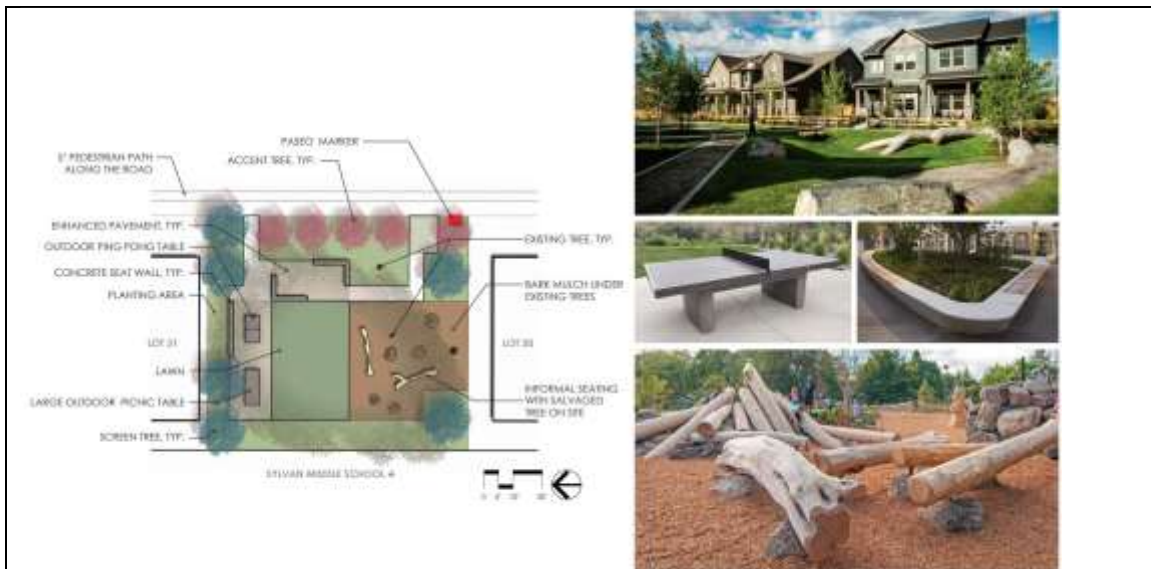 PASEO MARKER
5' PEDESTRIAN PATH
ALONG THE ROAD
ACCENT TREE, TYP.
ENHANCED PAVEMENT, TYP.
OUTDOOR PING PONG TABLE
EXISTING TREE, TYP.
CONCRETE SEAT WALL, TYP.
PLANTING AREA
BARK MULCH UNDER
EXISTING TREES
LOT 21
LAWN
LARGE OUTDOOR PICNIC TABLE
INFORMAL SEATING
WITH SALVAGED
TREE ON SITE
SCREEN TREE, TYP.
SYLVAN MIDDLE SCHOOL